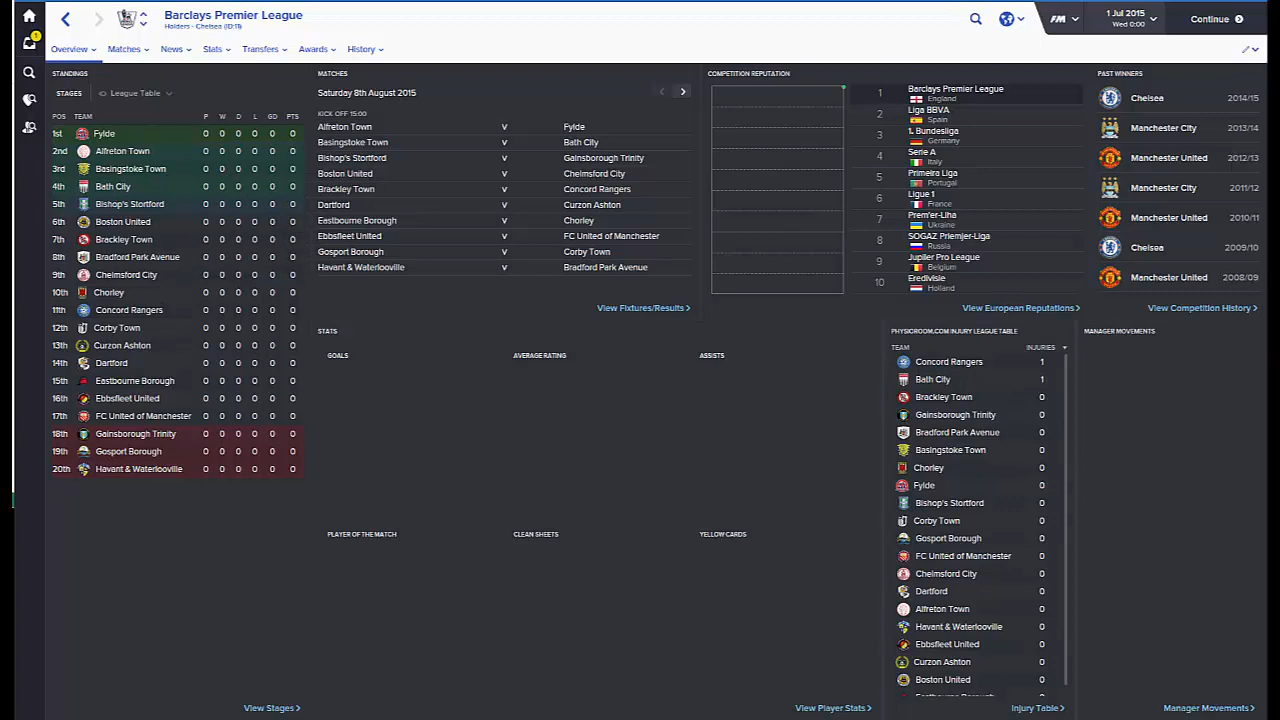 Barclays Premier League
Holders - Chelsea (ID:11)
1
FM
1 Jul 2015
Wed 0:00
Continue
Overview
Matches
News
Stats
Transfers
Awards
History
STANDINGS
STAGES League Table
POS TEAM P W D L GD PTS
1st Fylde 0 0 0 0 0 0
2nd Alfreton Town 0 0 0 0 0 0
3rd Basingstoke Town 0 0 0 0 0 0
4th Bath City 0 0 0 0 0 0
5th Bishop's Stortford 0 0 0 0 0 0
6th Boston United 0 0 0 0 0 0
7th Brackley Town 0 0 0 0 0 0
8th Bradford Park Avenue 0 0 0 0 0 0
9th Chelmsford City 0 0 0 0 0 0
10th Chorley 0 0 0 0 0 0
11th Concord Rangers 0 0 0 0 0 0
12th Corby Town 0 0 0 0 0 0
13th Curzon Ashton 0 0 0 0 0 0
14th Dartford 0 0 0 0 0 0
15th Eastbourne Borough 0 0 0 0 0 0
16th Ebbsfleet United 0 0 0 0 0 0
17th FC United of Manchester 0 0 0 0 0 0
18th Gainsborough Trinity 0 0 0 0 0 0
19th Gosport Borough 0 0 0 0 0 0
20th Havant & Waterlooville 0 0 0 0 0 0
View Stages >
MATCHES
Saturday 8th August 2015
KICK OFF 15:00
Alfreton Town V Fylde
Basingstoke Town V Bath City
Bishop's Stortford V Gainsborough Trinity
Boston United V Chelmsford City
Brackley Town V Concord Rangers
Dartford V Curzon Ashton
Eastbourne Borough V Chorley
Ebbsfleet United V FC United of Manchester
Gosport Borough V Corby Town
Havant & Waterlooville V Bradford Park Avenue
View Fixtures/Results >
COMPETITION REPUTATION
1 Barclays Premier League
England
2 Liga BBVA
Spain
3 1. Bundesliga
Germany
4 Serie A
Italy
5 Primeira Liga
Portugal
6 Ligue 1
France
7 Prem'er-Liha
Ukraine
8 SOGAZ Premjer-Liga
Russia
9 Jupiler Pro League
Belgium
10 Eredivisie
Holland
View European Reputations >
PAST WINNERS
Chelsea 2014/15
Manchester City 2013/14
Manchester United 2012/13
Manchester City 2011/12
Manchester United 2010/11
Chelsea 2009/10
Manchester United 2008/09
View Competition History >
STATS
GOALS
AVERAGE RATING
ASSISTS
PLAYER OF THE MATCH
CLEAN SHEETS
YELLOW CARDS
View Player Stats >
PHYSIOROOM.COM INJURY LEAGUE TABLE
TEAM INJURIES
Concord Rangers 1
Bath City 1
Brackley Town 0
Gainsborough Trinity 0
Bradford Park Avenue 0
Basingstoke Town 0
Chorley 0
Fylde 0
Bishop's Stortford 0
Corby Town 0
Gosport Borough 0
FC United of Manchester 0
Chelmsford City 0
Dartford 0
Alfreton Town 0
Havant & Waterlooville 0
Ebbsfleet United 0
Curzon Ashton 0
Boston United 0
Eastbourne Borough 0
Injury Table >
MANAGER MOVEMENTS
Manager Movements >